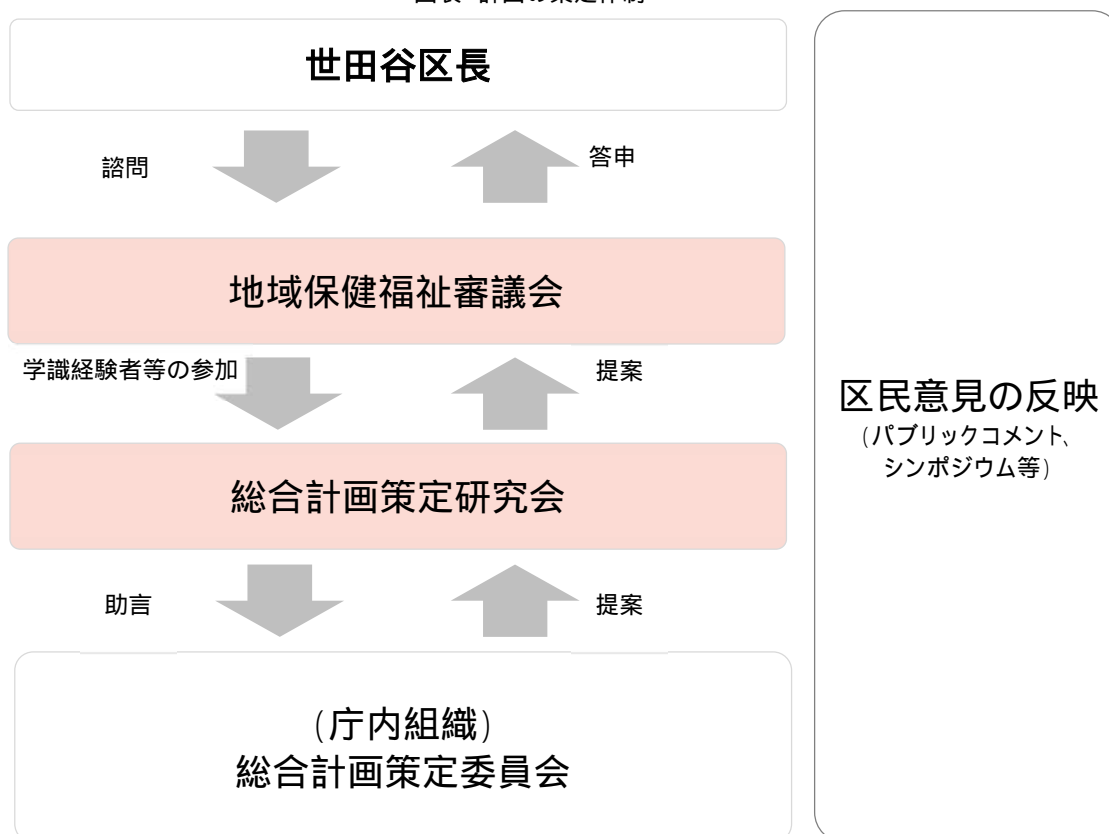 世田谷区長
諮問
答申
地域保健福祉審議会
学識経験者等の参加
提案
総合計画策定研究会
助言
提案
(庁内組織)
総合計画策定委員会
区民意見の反映
(パブリックコメント、
シンポジウム等)